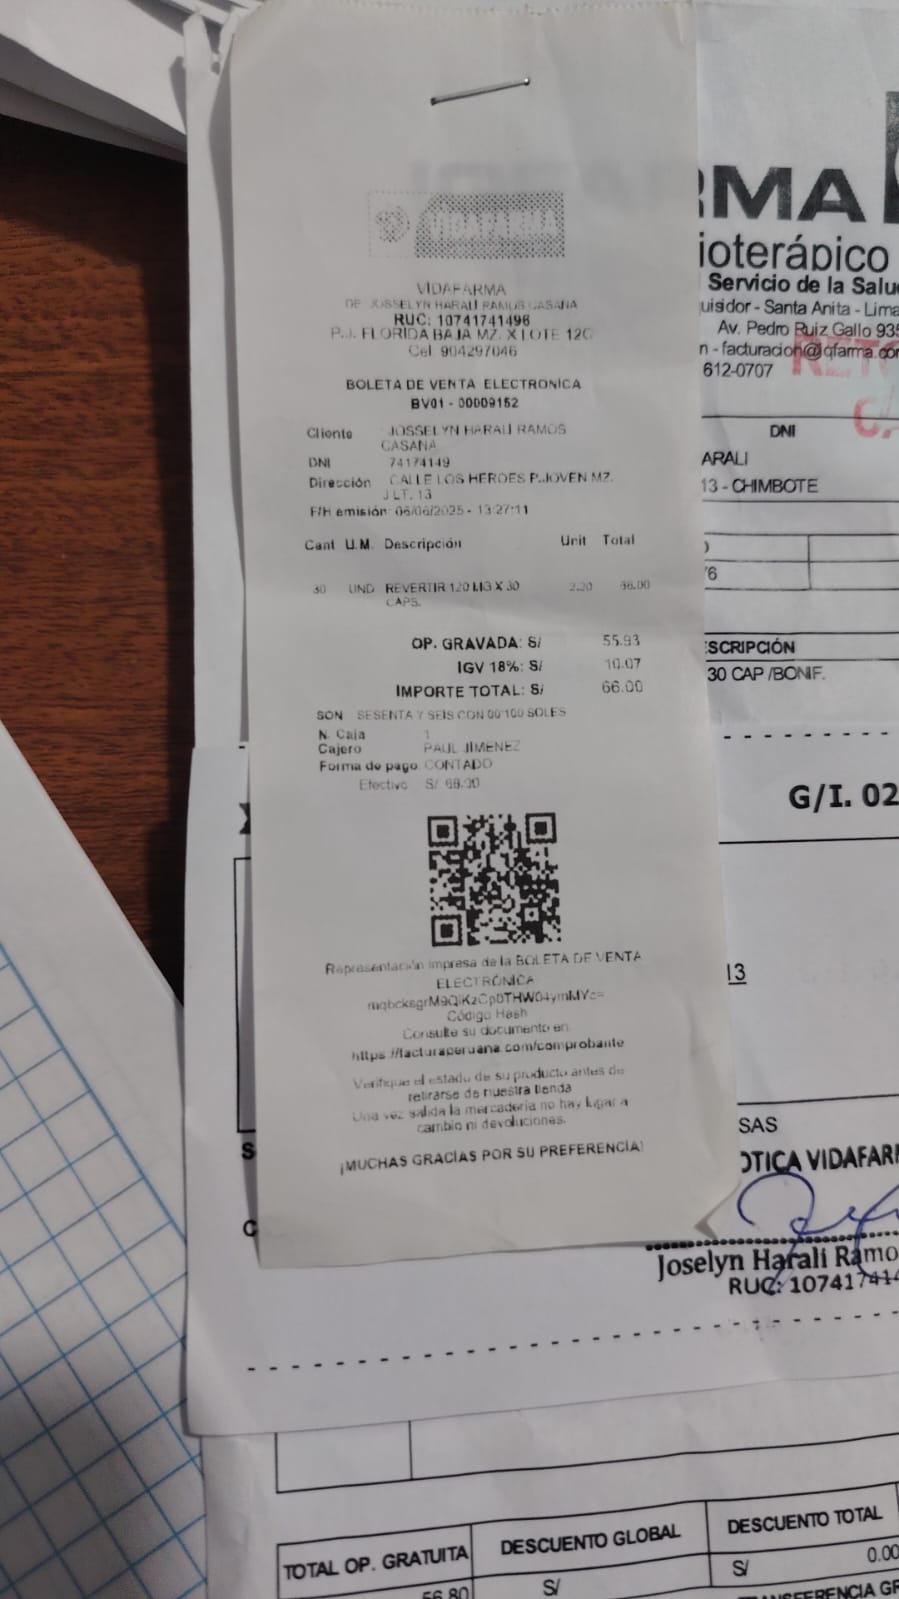 VIDAFARMA
VIDAFARMA
DE JOSSELYN HARALI RAMOS CASANA
RUC: 10741741496
P.J. FLORIDA BAJA MZ. X LOTE 12C
Cel. 904297046
BOLETA DE VENTA ELECTRONICA
BV01 - 00009152
Cliente JOSSELYN HARALI RAMOS
CASANA
DNI 74174149
Dirección CALLE LOS HEROES P.JOVEN MZ.
J LT. 13
F/H emisión: 06/06/2025 - 13:27:11
Cant U.M. Descripción Unit Total
30 UND REVERTIR 120 MG X 30 2.20 66.00
CAPS.
OP. GRAVADA: S/ 55.93
IGV 18%: S/ 10.07
IMPORTE TOTAL: S/ 66.00
SON SESENTA Y SEIS CON 00/100 SOLES
N. Caja 1
Cajero PAUL JIMENEZ
Forma de pago CONTADO
Efectivo S/ 66.00
Representación impresa de la BOLETA DE VENTA
ELECTRÓNICA
Código Hash
Consulte su documento en
https://facturaperuana.com/comprobante
Verifique el estado de su producto antes de
retirarse de nuestra tienda
Una vez salida la mercadería no hay lugar a
cambio ni devoluciones.
¡MUCHAS GRACIAS POR SU PREFERENCIA!
RMA
ioterápico
Servicio de la Salu
uisidor - Santa Anita - Lima
Av. Pedro Ruiz Gallo 935
n - facturacion@lqfarma.com
612-0707
RETO
DNI
ARALI
13 - CHIMBOTE
76
ESCRIPCIÓN
30 CAP /BONIF.
G/I. 02
13
SAS
OTICA VIDAFAR
Joselyn Harali Ramo
RUC: 10741741
TOTAL OP. GRATUITA DESCUENTO GLOBAL DESCUENTO TOTAL
56.80 S/ S/ 0.00